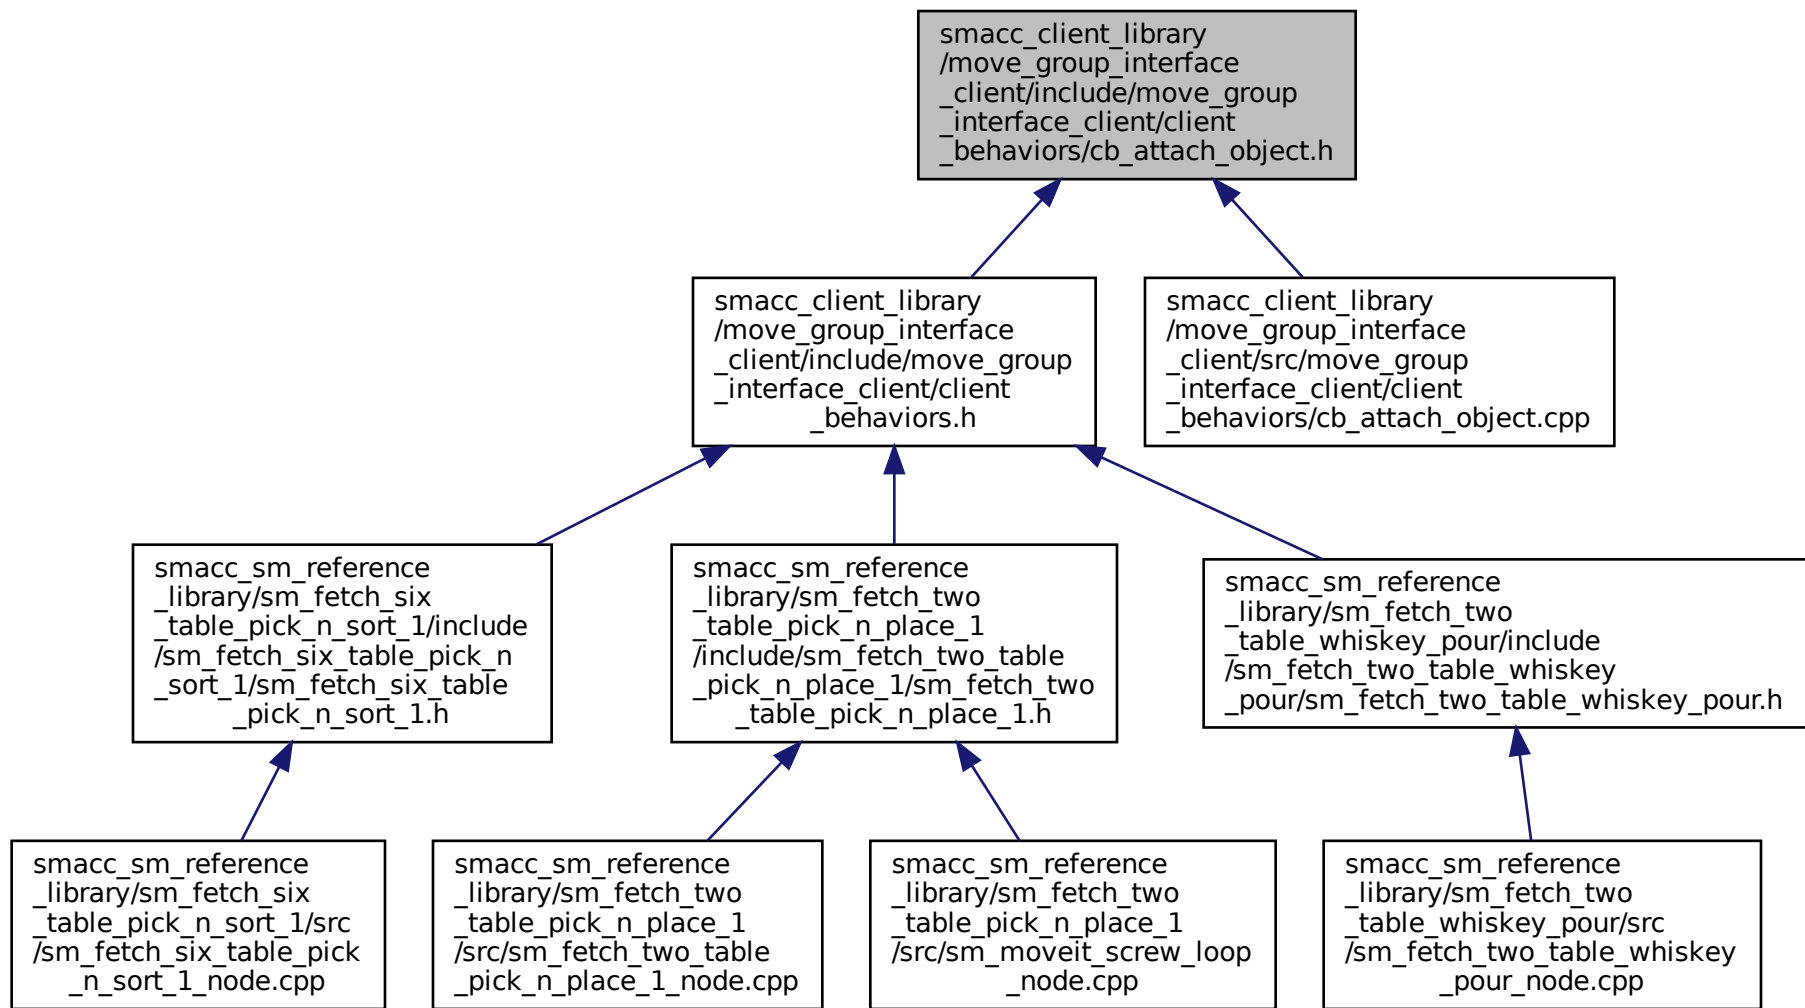 smacc_client_library
/move_group_interface
_client/include/move_group
_interface_client/client
_behaviors/cb_attach_object.h
smacc_client_library
/move_group_interface
_client/include/move_group
_interface_client/client
_behaviors.h
smacc_client_library
/move_group_interface
_client/src/move_group
_interface_client/client
_behaviors/cb_attach_object.cpp
smacc_sm_reference
_library/sm_fetch_six
_table_pick_n_sort_1/include
/sm_fetch_six_table_pick_n
_sort_1/sm_fetch_six_table
_pick_n_sort_1.h
smacc_sm_reference
_library/sm_fetch_two
_table_pick_n_place_1
/include/sm_fetch_two_table
_pick_n_place_1/sm_fetch_two
_table_pick_n_place_1.h
smacc_sm_reference
_library/sm_fetch_two
_table_whiskey_pour/include
/sm_fetch_two_table_whiskey
_pour/sm_fetch_two_table_whiskey_pour.h
smacc_sm_reference
_library/sm_fetch_six
_table_pick_n_sort_1/src
/sm_fetch_six_table_pick
_n_sort_1_node.cpp
smacc_sm_reference
_library/sm_fetch_two
_table_pick_n_place_1
/src/sm_fetch_two_table
_pick_n_place_1_node.cpp
smacc_sm_reference
_library/sm_fetch_two
_table_pick_n_place_1
/src/sm_moveit_screw_loop
_node.cpp
smacc_sm_reference
_library/sm_fetch_two
_table_whiskey_pour/src
/sm_fetch_two_table_whiskey
_pour_node.cpp